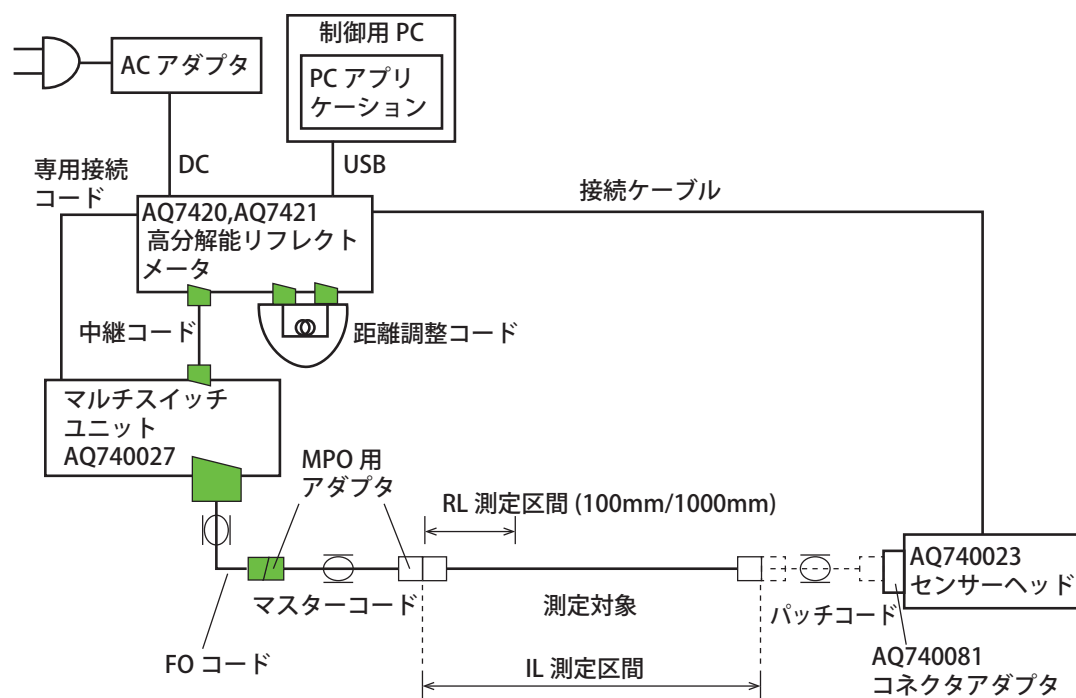 制御用 PC
AC アダプタ
PC アプリ
ケーション
専用接続
コード
DC
USB
接続ケーブル
AQ7420,AQ7421
高分解能リフレクト
メータ
中継コード
距離調整コード
マルチスイッチ
ユニット
AQ740027
MPO 用
アダプタ
RL 測定区間 (100mm/1000mm)
AQ740023
センサーヘッド
マスターコード
測定対象
パッチコード
FO コード
IL 測定区間
AQ740081
コネクタアダプタ